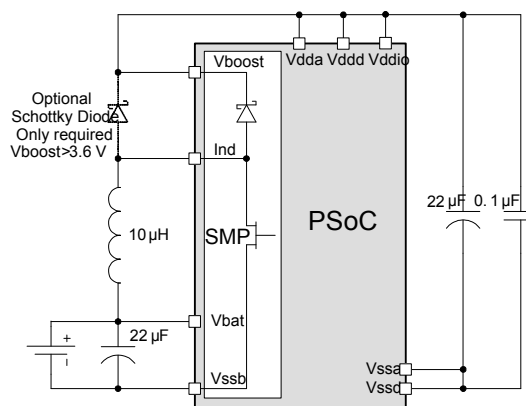 Vdda
Vddd
Vddio
Vboost
Optional
Schottky Diode
Only required
Vboost>3.6 V
Ind
22 µF
0. 1 µF
PSoC
10 µH
SMP
Vbat
+
22 µF
Vssa
Vssb
Vssd